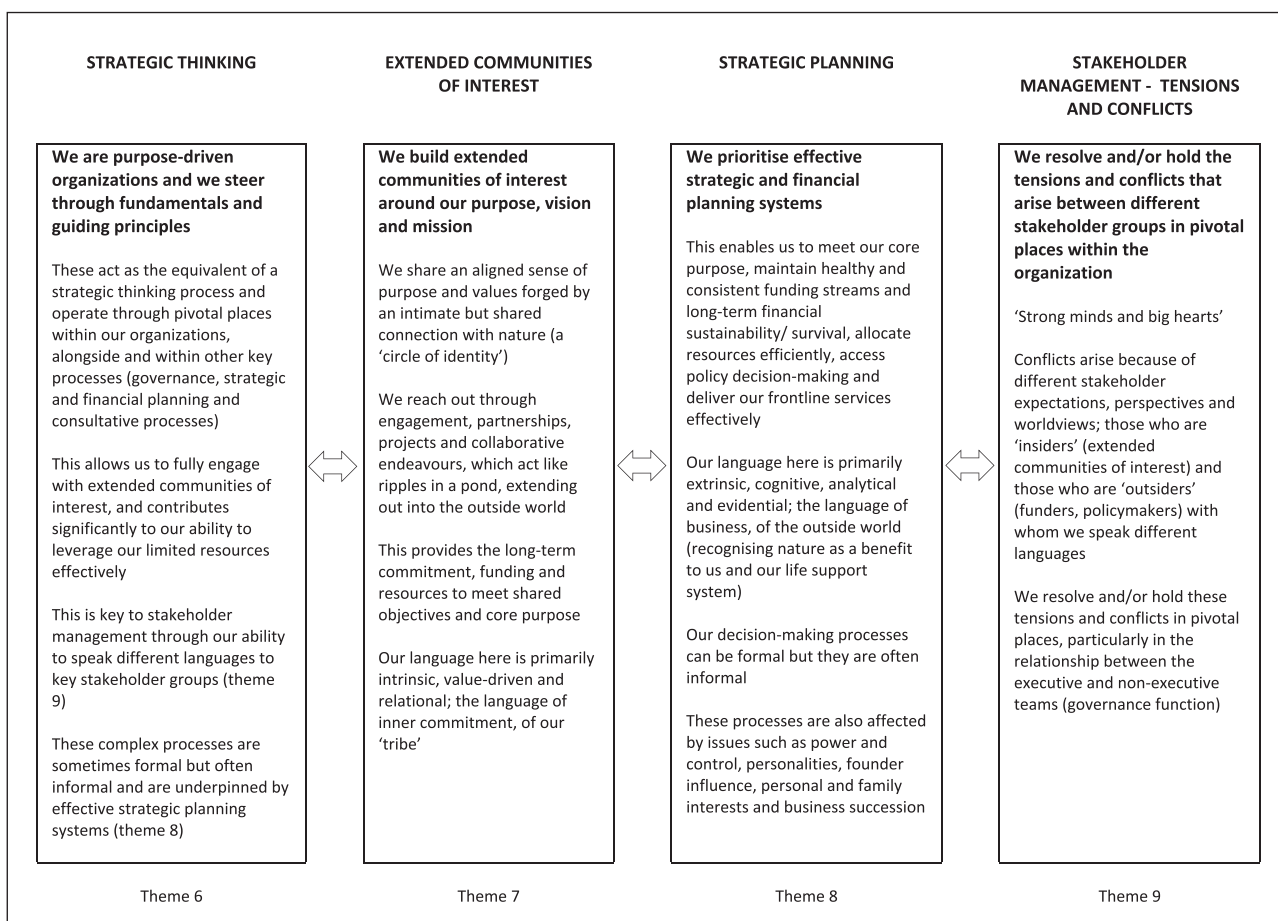 STRATEGIC THINKING
EXTENDED COMMUNITIES
OF INTEREST
STRATEGIC PLANNING
STAKEHOLDER
MANAGEMENT - TENSIONS
AND CONFLICTS
We are purpose-driven
organizations and we steer
through fundamentals and
guiding principles
These act as the equivalent of a
strategic thinking process and
operate through pivotal places
within our organizations,
alongside and within other key
processes (governance, strategic
and financial planning and
consultative processes)
This allows us to fully engage
with extended communities of
interest, and contributes
significantly to our ability to
leverage our limited resources
effectively
This is key to stakeholder
management through our ability
to speak different languages to
key stakeholder groups (theme
9)
These complex processes are
sometimes formal but often
informal and are underpinned by
effective strategic planning
systems (theme 8)
Theme 6
We build extended
communities of interest
around our purpose, vision
and mission
We share an aligned sense of
purpose and values forged by
an intimate but shared
connection with nature (a
‘circle of identity’)
We reach out through
engagement, partnerships,
projects and collaborative
endeavours, which act like
ripples in a pond, extending
out into the outside world
This provides the long-term
commitment, funding and
resources to meet shared
objectives and core purpose
Our language here is primarily
intrinsic, value-driven and
relational; the language of
inner commitment, of our
‘tribe’
Theme 7
We prioritise effective
strategic and financial
planning systems
This enables us to meet our core
purpose, maintain healthy and
consistent funding streams and
long-term financial
sustainability/ survival, allocate
resources efficiently, access
policy decision-making and
deliver our frontline services
effectively
Our language here is primarily
extrinsic, cognitive, analytical
and evidential; the language of
business, of the outside world
(recognising nature as a benefit
to us and our life support
system)
Our decision-making processes
can be formal but they are often
informal
These processes are also affected
by issues such as power and
control, personalities, founder
influence, personal and family
interests and business succession
Theme 8
We resolve and/or hold the
tensions and conflicts that
arise between different
stakeholder groups in pivotal
places within the
organization
‘Strong minds and big hearts’
Conflicts arise because of
different stakeholder
expectations, perspectives and
worldviews; those who are
‘insiders’ (extended
communities of interest) and
those who are ‘outsiders’
(funders, policymakers) with
whom we speak different
languages
We resolve and/or hold these
tensions and conflicts in pivotal
places, particularly in the
relationship between the
executive and non-executive
teams (governance function)
Theme 9